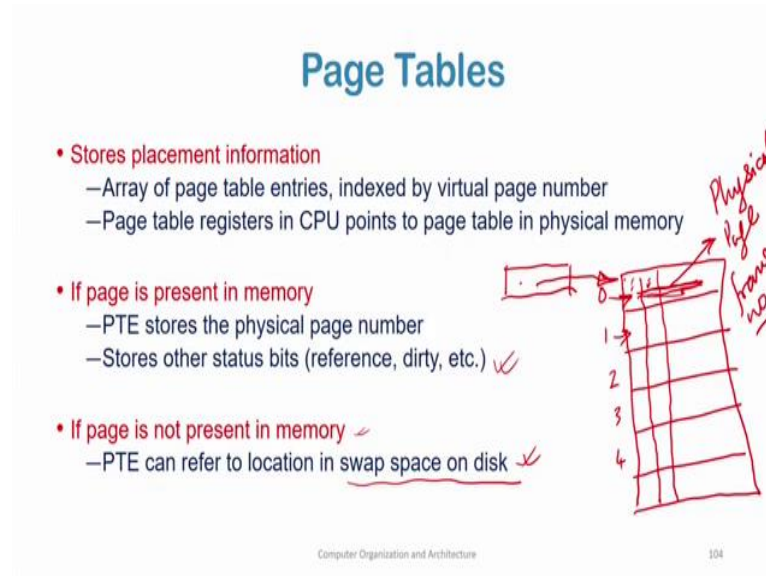 Page Tables
• Stores placement information
–Array of page table entries, indexed by virtual page number
–Page table registers in CPU points to page table in physical memory
• If page is present in memory
–PTE stores the physical page number
–Stores other status bits (reference, dirty, etc.)
• If page is not present in memory
–PTE can refer to location in swap space on disk
Physical
Page
frame
no
0
1
2
3
4
Computer Organization and Architecture
104